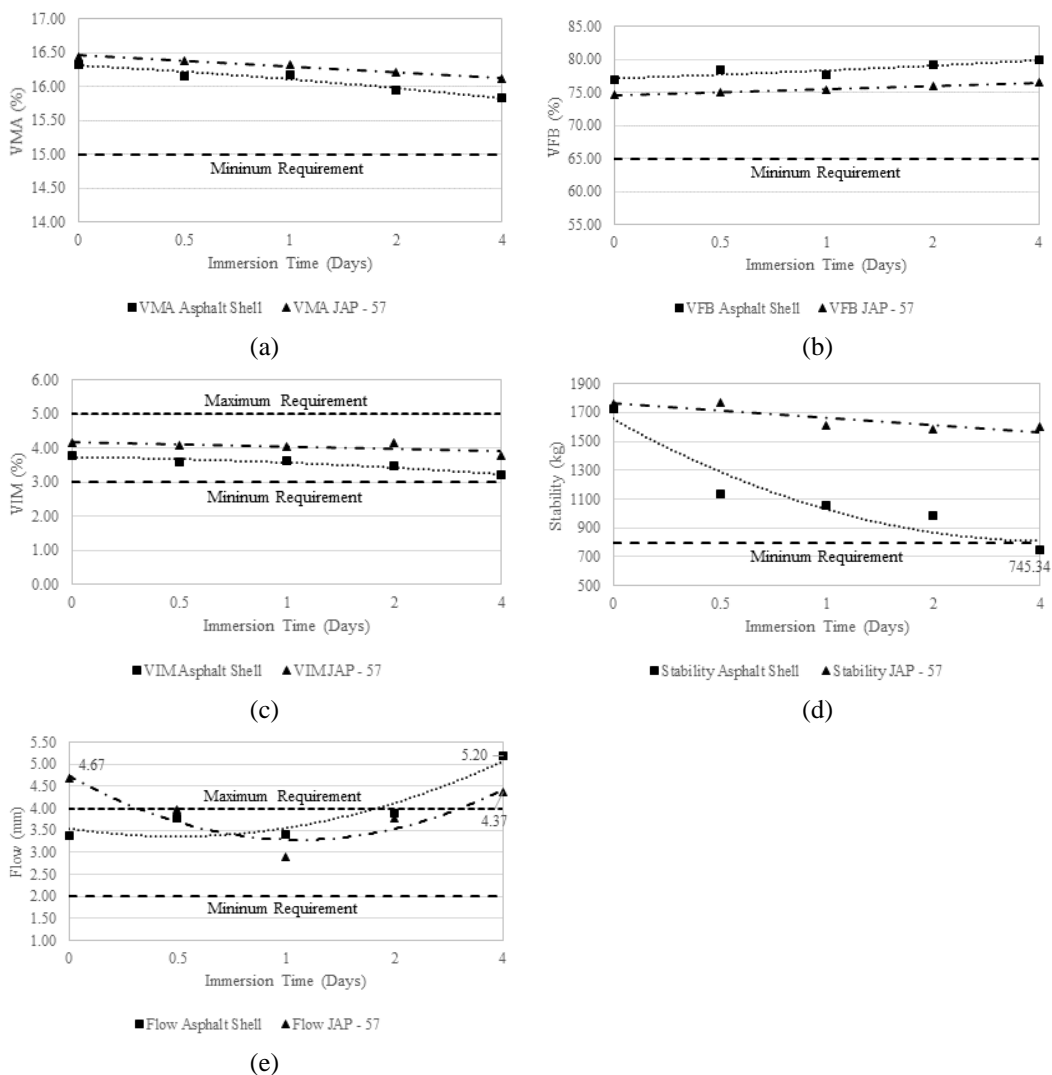 17.00
16.50
16.00
15.50
15.00
14.50
14.00
VMA (%)
Mininum Requirement
0 0.5 1 2 4
Immersion Time (Days)
VMA Asphalt Shell VMA JAP - 57
(a)
85.00
80.00
75.00
70.00
65.00
60.00
55.00
VFB (%)
Mininum Requirement
0 0.5 1 2 4
Immersion Time (Days)
VFB Asphalt Shell VFB JAP - 57
(b)
6.00
5.00
4.00
3.00
2.00
1.00
0.00
VIM (%)
Maximum Requirement
Mininum Requirement
0 0.5 1 2 4
Immersion Time (Days)
VIM Asphalt Shell VIM JAP - 57
(c)
1900
1700
1500
1300
1100
900
700
500
Stability (kg)
Mininum Requirement
745.34
0 0.5 1 2 4
Immersion Time (Days)
Stability Asphalt Shell Stability JAP - 57
(d)
5.50
5.00
4.50
4.00
3.50
3.00
2.50
2.00
1.50
1.00
Flow (mm)
4.67
5.20
Maximum Requirement
4.37
Mininum Requirement
0 0.5 1 2 4
Immersion Time (Days)
Flow Asphalt Shell Flow JAP - 57
(e)